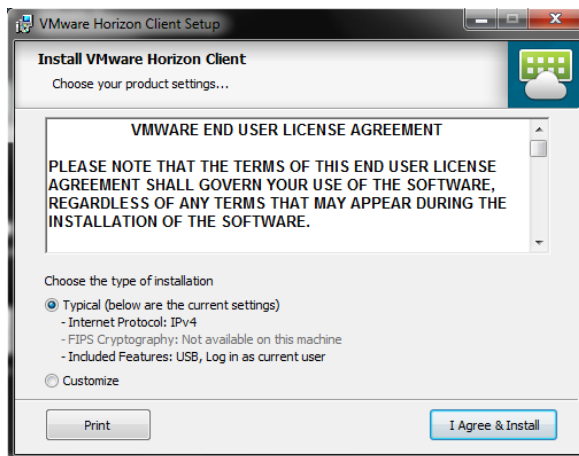 VMware Horizon Client Setup
Install VMware Horizon Client
Choose your product settings...
VMWARE END USER LICENSE AGREEMENT
PLEASE NOTE THAT THE TERMS OF THIS END USER LICENSE
AGREEMENT SHALL GOVERN YOUR USE OF THE SOFTWARE,
REGARDLESS OF ANY TERMS THAT MAY APPEAR DURING THE
INSTALLATION OF THE SOFTWARE.
Choose the type of installation
Typical (below are the current settings)
- Internet Protocol: IPv4
- FIPS Cryptography: Not available on this machine
- Included Features: USB, Log in as current user
Customize
Print
I Agree & Install